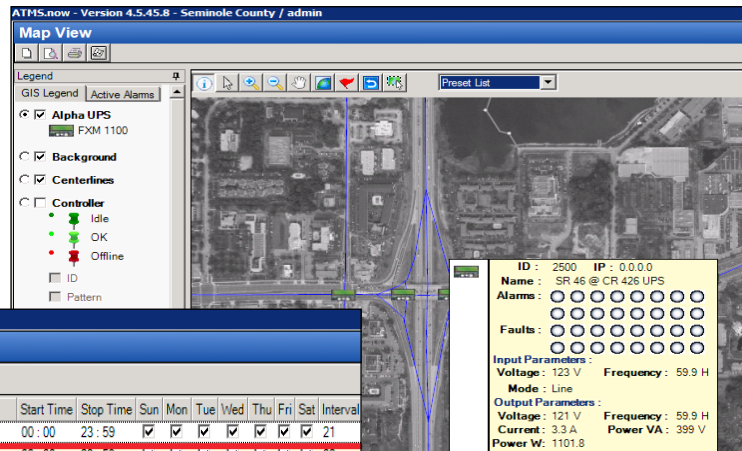 ATMS.now - Version 4.5.45.8 - Seminole County / admin
Map View
Legend
GIS Legend Active Alarms
Preset List
Alpha UPS
FXM 1100
Background
Centerlines
Controller
Idle
OK
Offline
ID
Pattern
ID : 2500 IP : 0.0.0.0
Name : SR 46 @ CR 426 UPS
Alarms :
Faults :
Input Parameters :
Voltage : 123 V Frequency : 59.9 H
Mode : Line
Output Parameters :
Voltage : 121 V Frequency : 59.9 H
Current : 3.3 A Power VA : 399 V
Power W: 1101.8
Start Time Stop Time Sun Mon Tue Wed Thu Fri Sat Interval
00 : 00 23 : 59 21